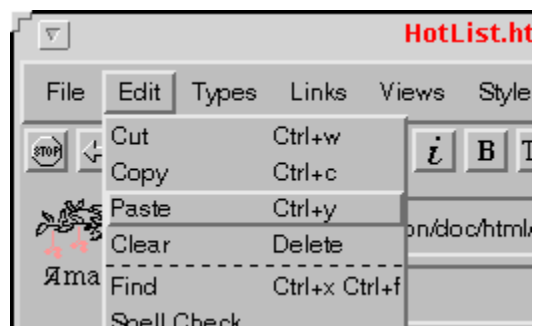 HotList.ht
File Edit Types Links Views Style
STOP i B T
Cut Ctrl+w
Copy Ctrl+c
Paste Ctrl+y
on/doc/html/
Clear Delete
Ama
Find Ctrl+x Ctrl+f
Spell Check